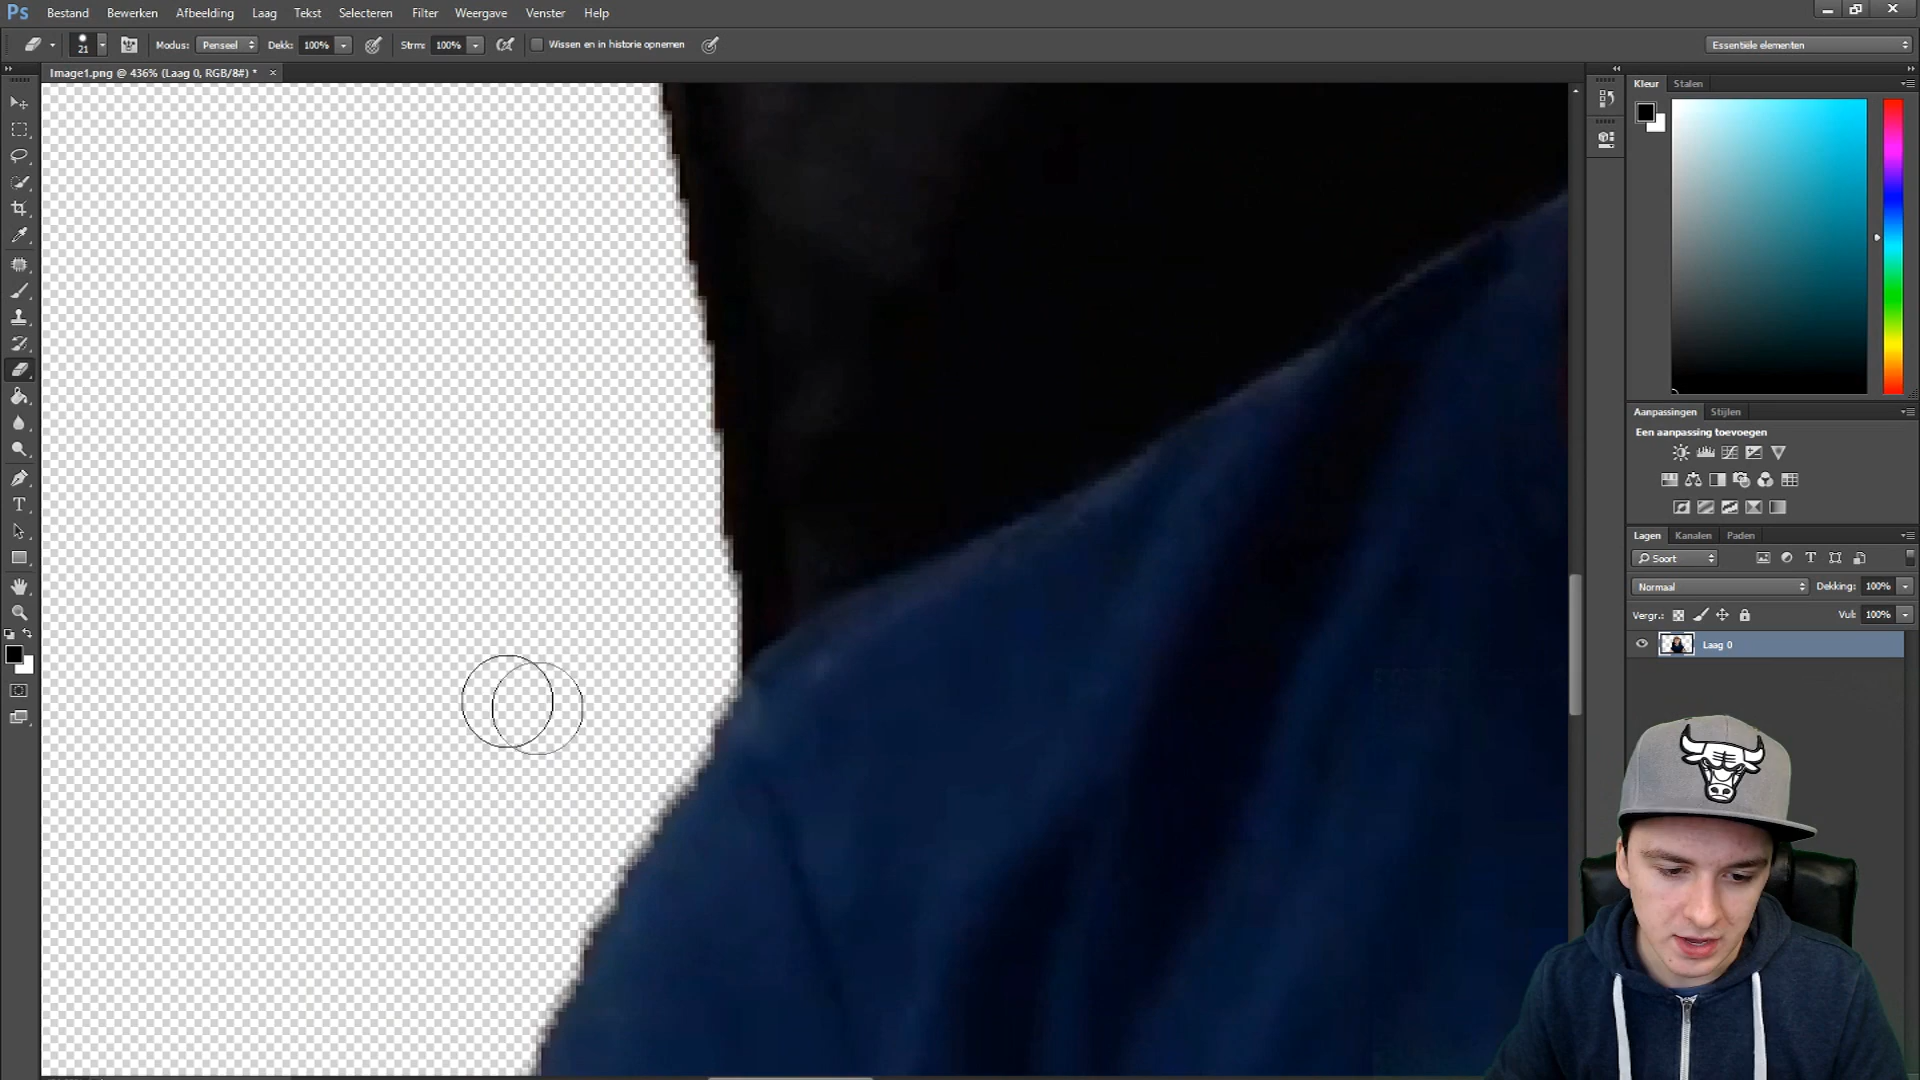 Ps Bestand Bewerken Afbeelding Laag Tekst Selecteren Filter Weergave Venster Help
21 Modus: Penseel Dekk: 100% Strm: 100% Wissen en in historie opnemen Essentiële elementen
Image1.png @ 436% (Laag 0, RGB/8#) * ×
Kleur Stalen
Aanpassingen Stijlen
Een aanpassing toevoegen
Lagen Kanalen Paden
Soort
Normaal Dekking: 100%
Vergr.: Vul: 100%
Laag 0